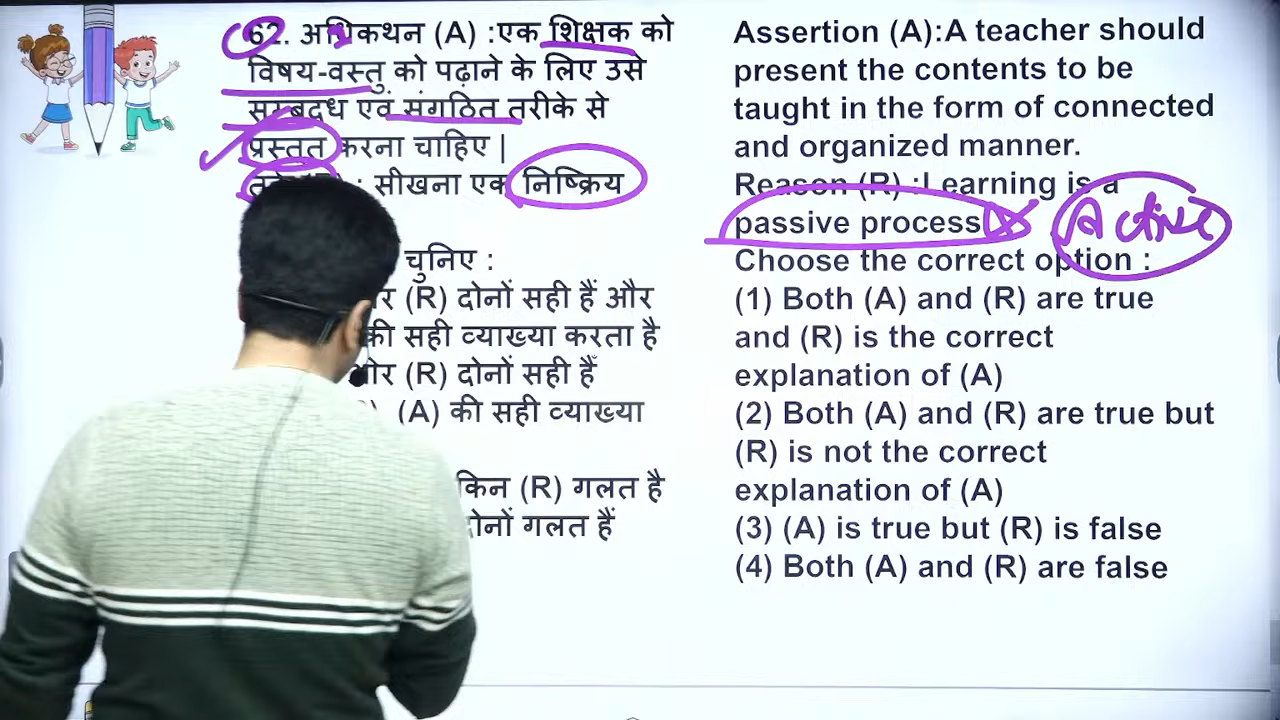 62. अधिकथन (A) :एक शिक्षक को
विषय-वस्तु को पढ़ाने के लिए उसे
सम्बद्ध एवं संगठित तरीके से
प्रस्तुत करना चाहिए |
: सीखना एक निष्क्रिय
चुनिए :
(R) दोनों सही हैं और
की सही व्याख्या करता है
(R) दोनों सही हैं
(A) की सही व्याख्या
(R) गलत है
दोनों गलत हैं
Assertion (A):A teacher should
present the contents to be
taught in the form of connected
and organized manner.
Reason (R) :Learning is a
passive process
Active
Choose the correct option :
(1) Both (A) and (R) are true
and (R) is the correct
explanation of (A)
(2) Both (A) and (R) are true but
(R) is not the correct
explanation of (A)
(3) (A) is true but (R) is false
(4) Both (A) and (R) are false